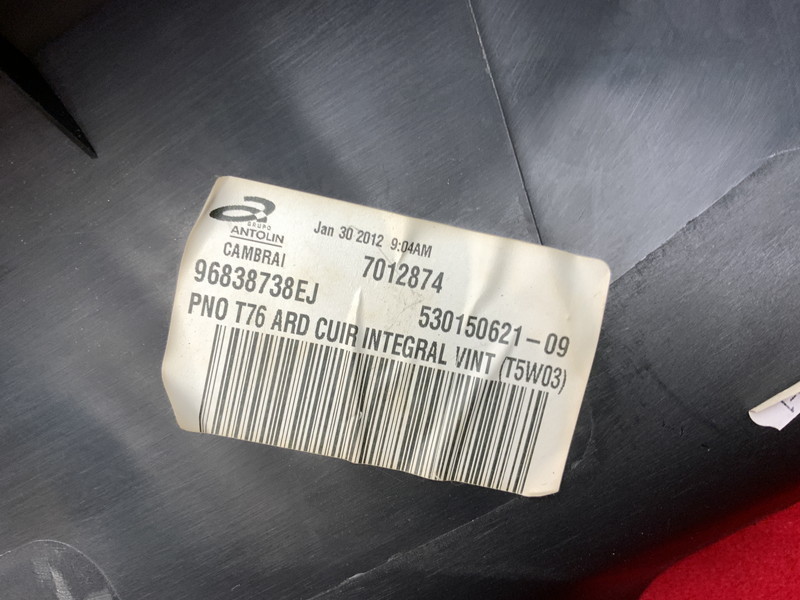 GRUPO
ANTOLIN
Jan 30 2012 9:04AM
CAMBRAI
7012874
96838738EJ
530150621-09
PNO T76 ARD CUIR INTEGRAL VINT (T5W03)